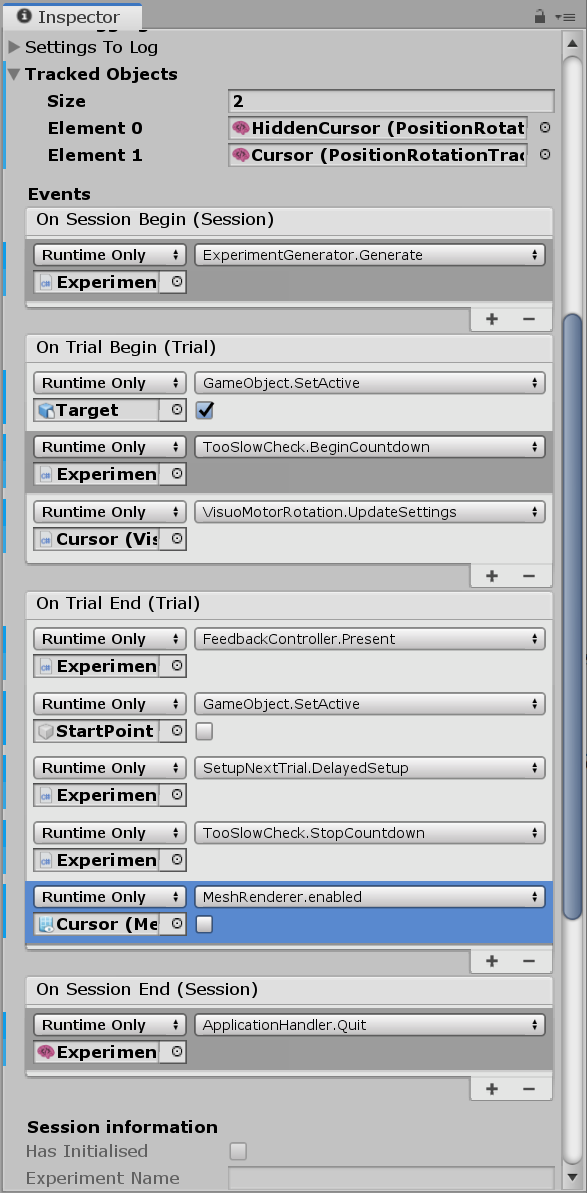 Inspector
Settings To Log
Tracked Objects
Size 2
Element 0 HiddenCursor (PositionRotat
Element 1 Cursor (PositionRotationTrac
Events
On Session Begin (Session)
Runtime Only ExperimentGenerator.Generate
Experimen
On Trial Begin (Trial)
Runtime Only GameObject.SetActive
Target
Runtime Only TooSlowCheck.BeginCountdown
Experimen
Runtime Only VisuoMotorRotation.UpdateSettings
Cursor (Vis
On Trial End (Trial)
Runtime Only FeedbackController.Present
Experimen
Runtime Only GameObject.SetActive
StartPoint
Runtime Only SetupNextTrial.DelayedSetup
Experimen
Runtime Only TooSlowCheck.StopCountdown
Experimen
Runtime Only MeshRenderer.enabled
Cursor (Me
On Session End (Session)
Runtime Only ApplicationHandler.Quit
Experimen
Session information
Has Initialised
Experiment Name